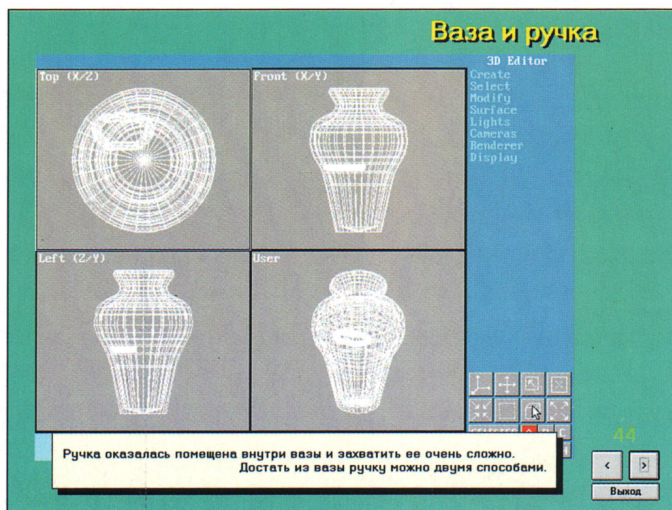 Ваза и ручка
3D Editor
Top (X/Z)
Front (X/Y)
Create
Select
Modify
Surface
Lights
Cameras
Renderer
Display
Left (Z/Y)
User
44
Ручка оказалась помещена внутри вазы и захватить ее очень сложно.
Достать из вазы ручку можно двумя способами.
<
>
Выход